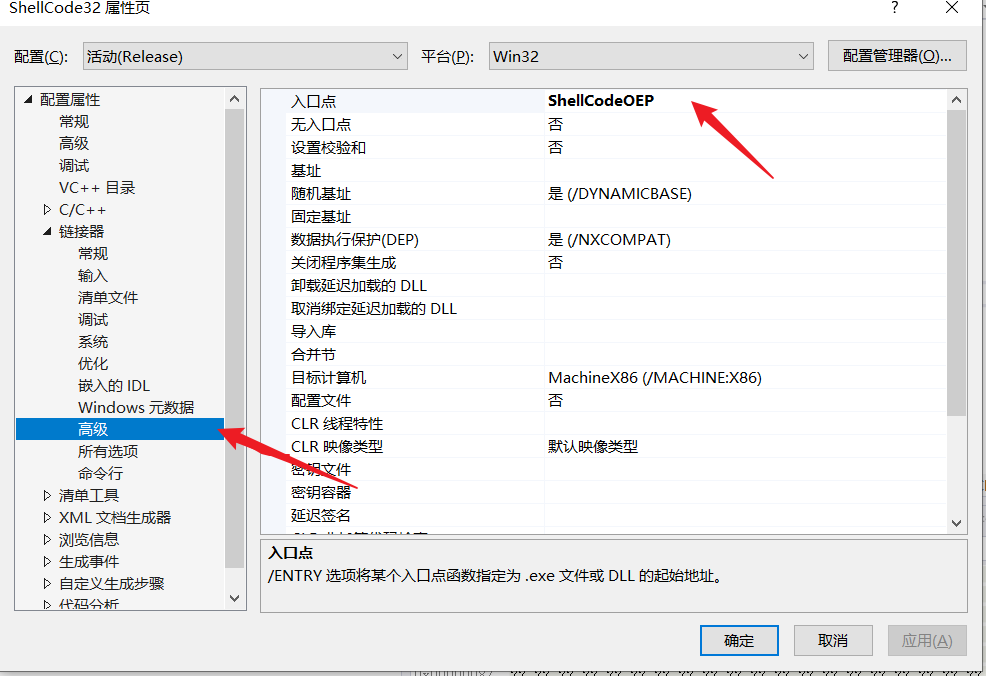 ShellCode32 属性页
?
配置(C): 活动(Release) 平台(P): Win32 配置管理器(O)...
配置属性
常规
高级
调试
VC++ 目录
C/C++
链接器
常规
输入
清单文件
调试
系统
优化
嵌入的 IDL
Windows 元数据
高级
所有选项
命令行
清单工具
XML 文档生成器
浏览信息
生成事件
自定义生成步骤
代码分析
入口点 ShellCodeOEP
无入口点 否
设置校验和 否
基址
随机基址 是 (/DYNAMICBASE)
固定基址
数据执行保护(DEP) 是 (/NXCOMPAT)
关闭程序集生成 否
卸载延迟加载的 DLL
取消绑定延迟加载的 DLL
导入库
合并节
目标计算机 MachineX86 (/MACHINE:X86)
配置文件 否
CLR 线程特性
CLR 映像类型 默认映像类型
密钥文件
密钥容器
延迟签名
入口点
/ENTRY 选项将某个入口点函数指定为 .exe 文件或 DLL 的起始地址。
确定 取消 应用(A)